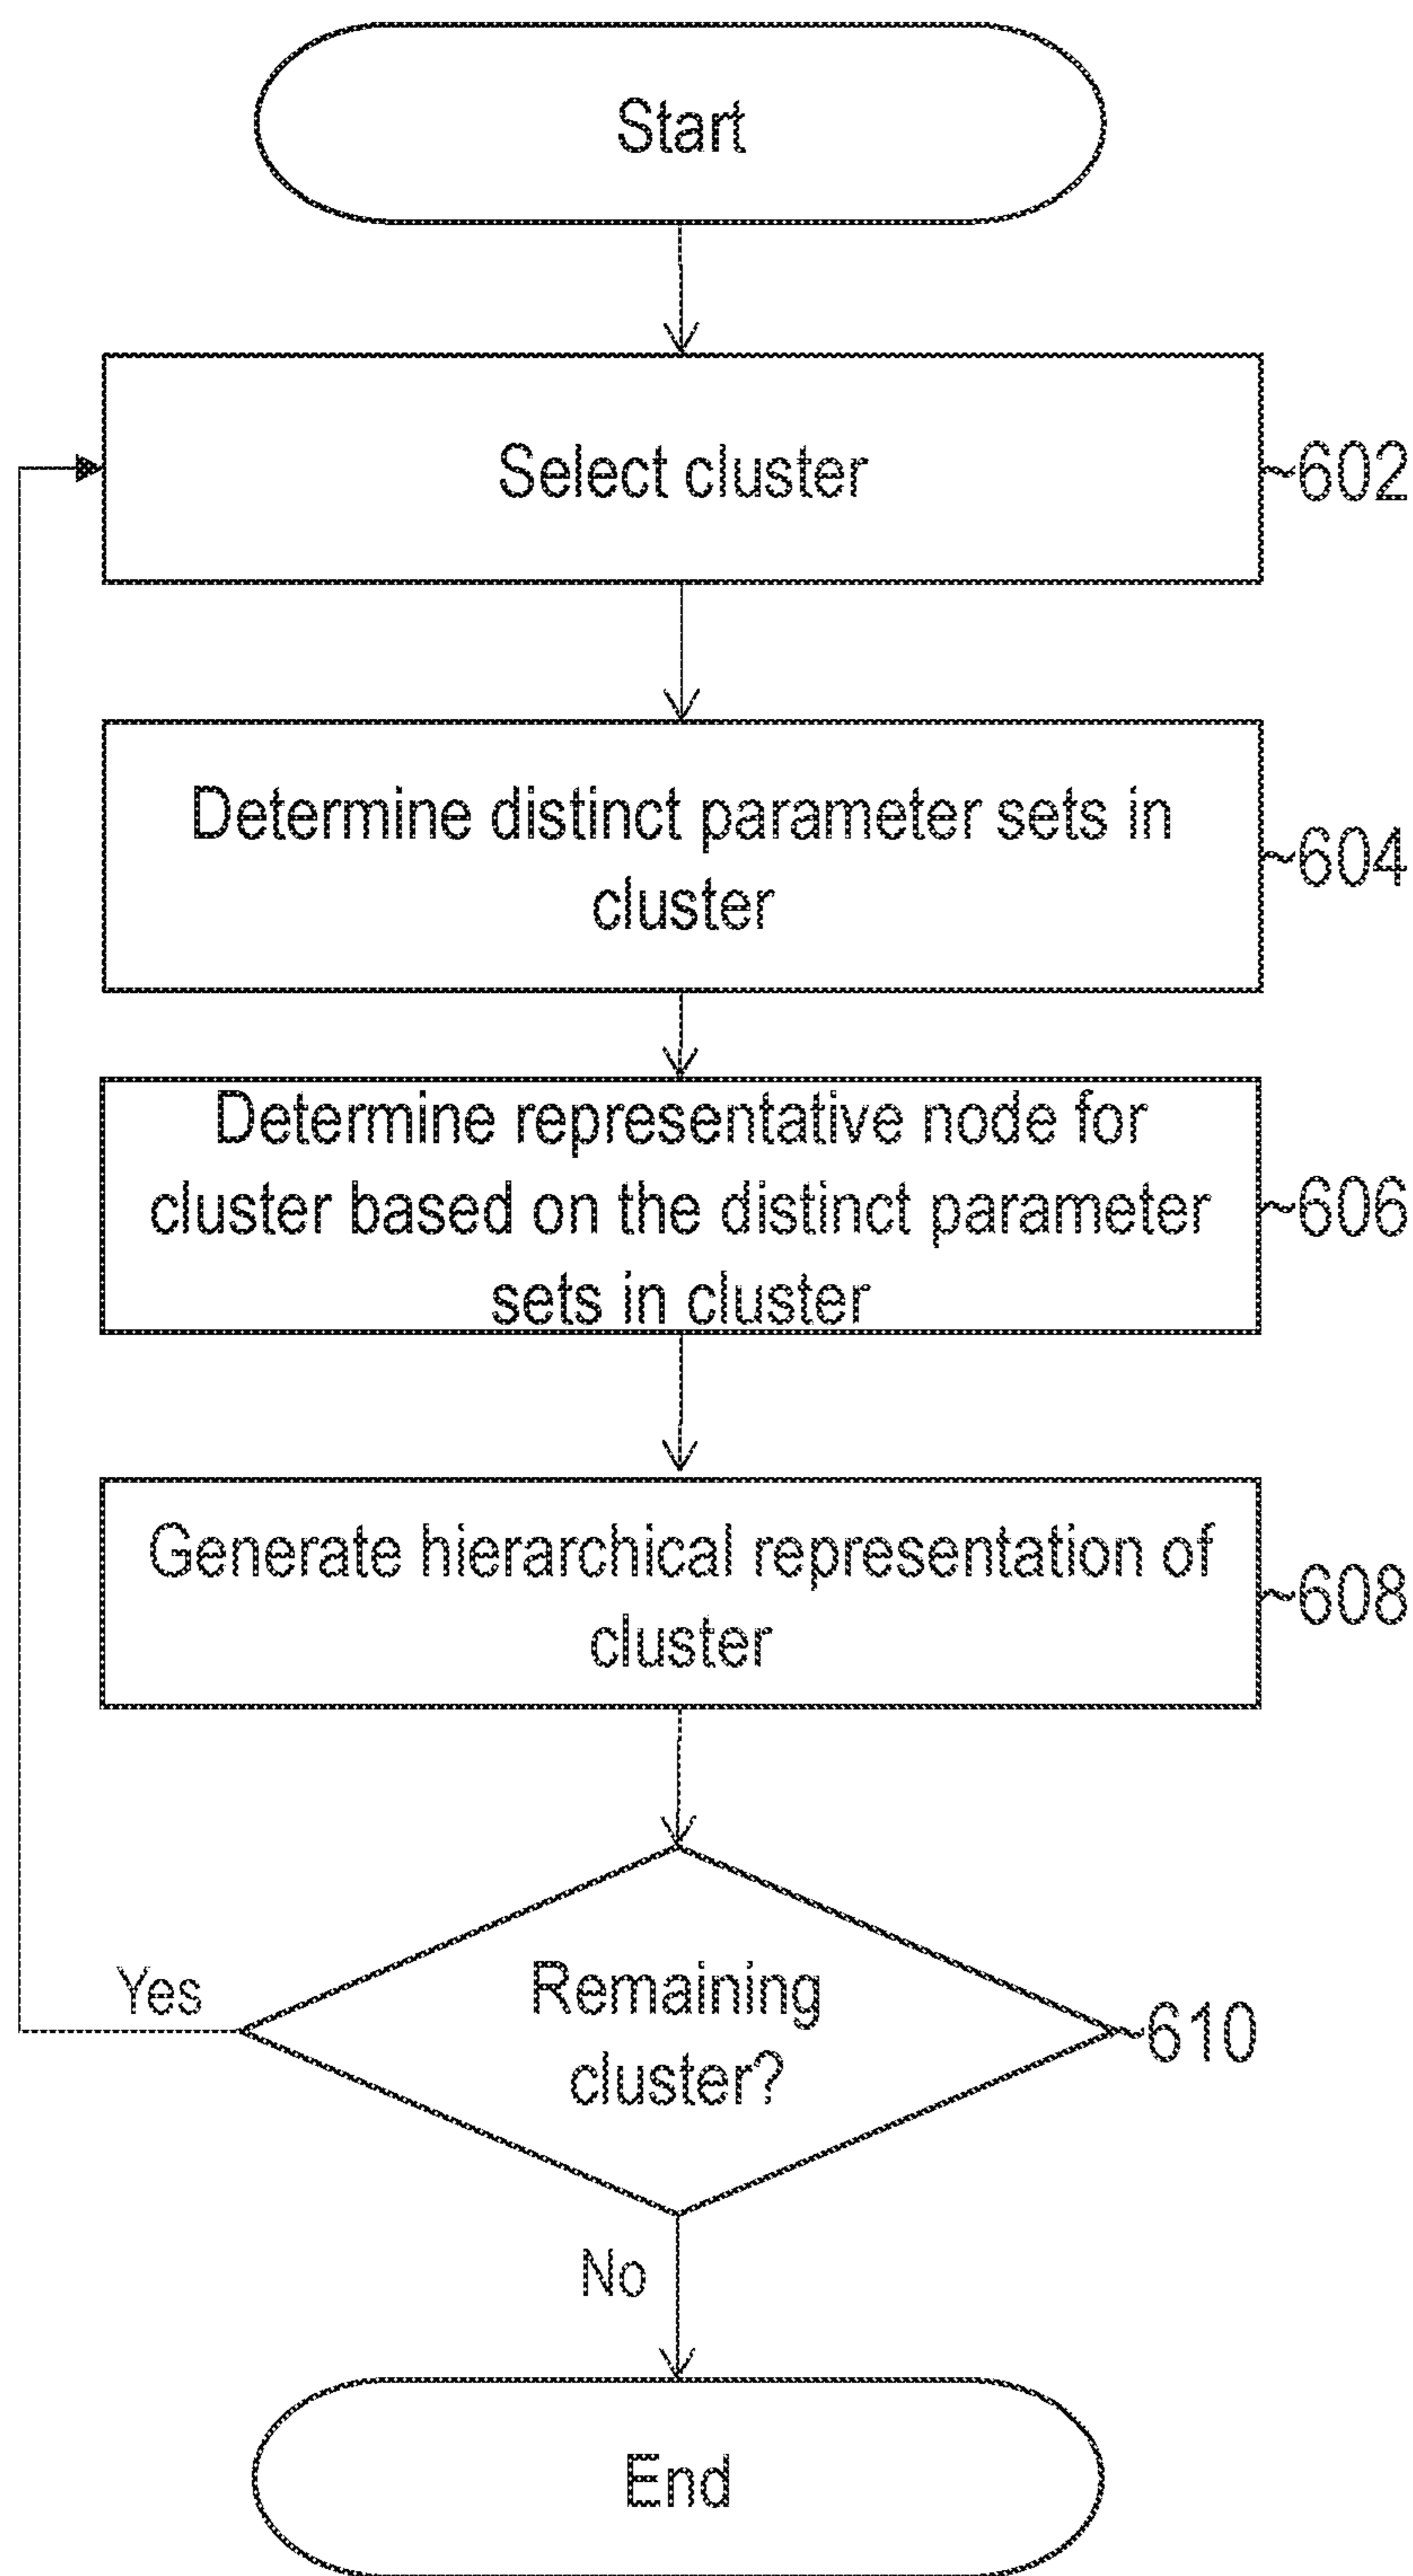 Start
Select cluster
602
Determine distinct parameter sets in
cluster
604
Determine representative node for
cluster based on the distinct parameter
sets in cluster
606
Generate hierarchical representation of
cluster
608
Remaining
cluster?
610
Yes
No
End